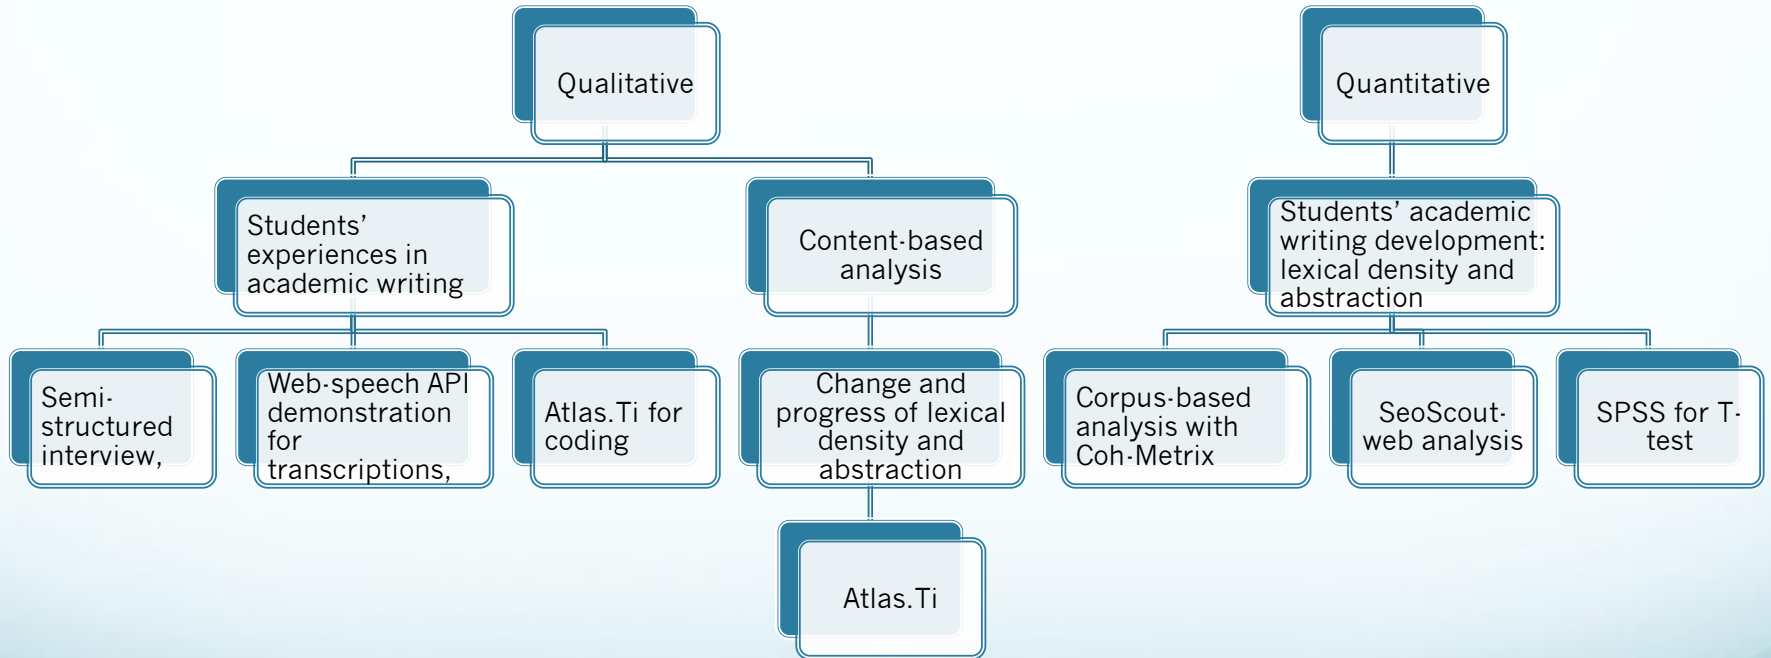 Qualitative
Quantitative
Students’
experiences in
academic writing
Content-based
analysis
Students’ academic
writing development:
lexical density and
abstraction
Semi-
structured
interview,
Web-speech API
demonstration
for
transcriptions,
Atlas.Ti for
coding
Change and
progress of lexical
density and
abstraction
Corpus-based
analysis with
Coh-Metrix
SeoScout-
web analysis
SPSS for T-
test
Atlas.Ti